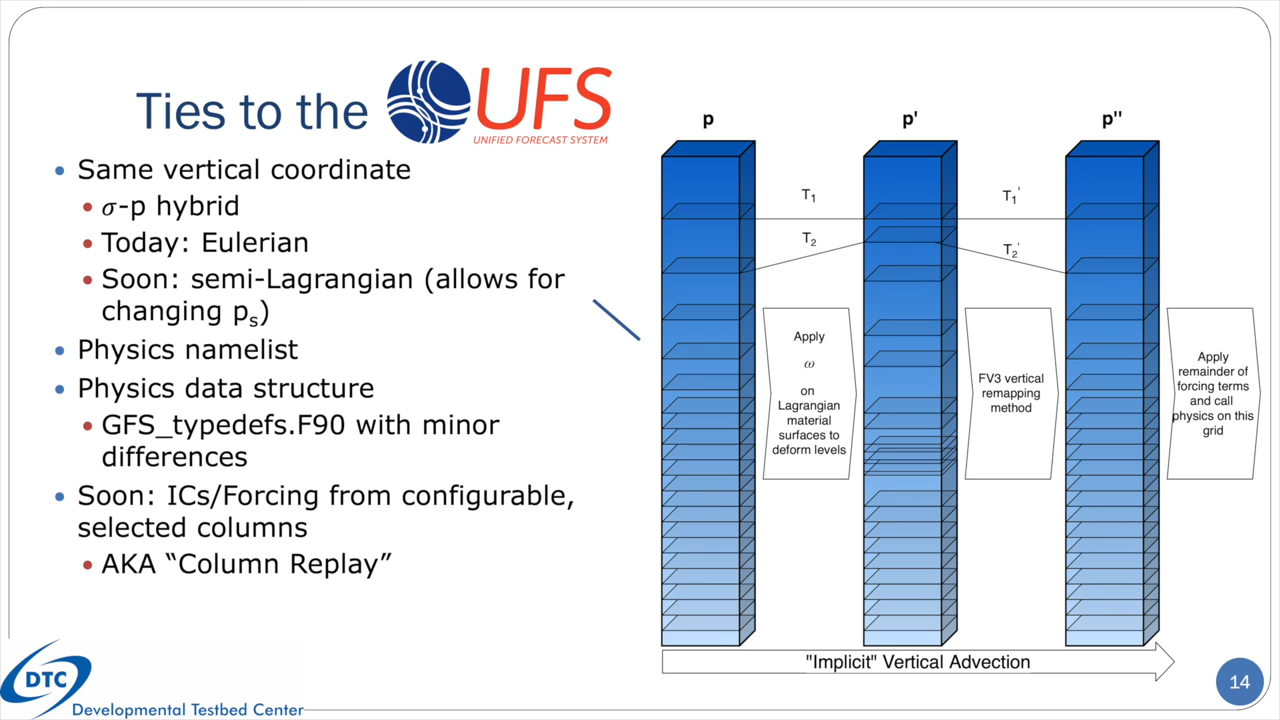 Ties to the
UFS
UNIFIED FORECAST SYSTEM
• Same vertical coordinate
• 𝜎-p hybrid
• Today: Eulerian
• Soon: semi-Lagrangian (allows for
changing pₛ)
• Physics namelist
• Physics data structure
• GFS_typedefs.F90 with minor
differences
• Soon: ICs/Forcing from configurable,
selected columns
• AKA “Column Replay”
p
p'
p''
T₁
T₂
T₁'
T₂'
Apply
ω
on
Lagrangian
material
surfaces to
deform levels
FV3 vertical
remapping
method
Apply
remainder of
forcing terms
and call
physics on this
grid
"Implicit" Vertical Advection
DTC
Developmental Testbed Center
14